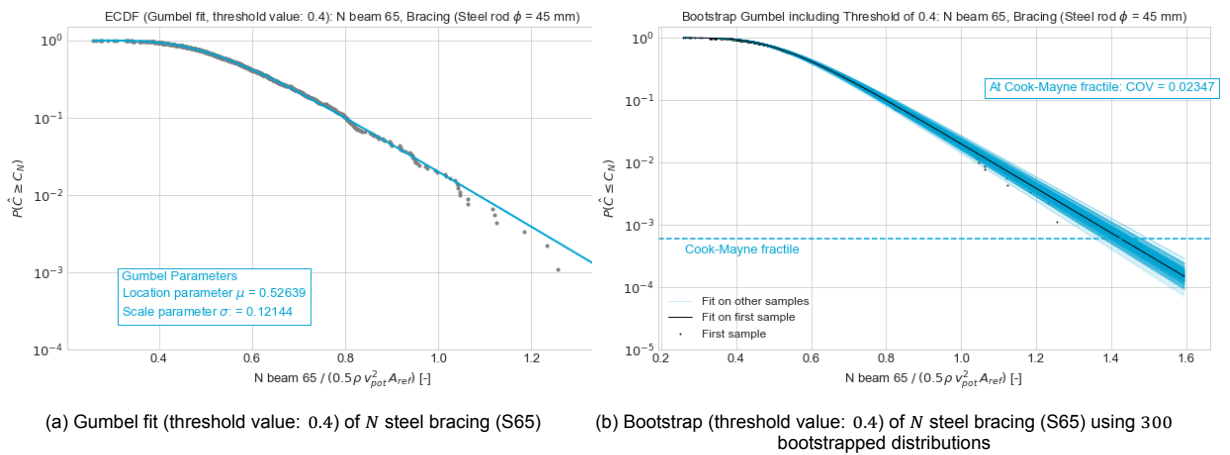 ECDF (Gumbel fit, threshold value: 0.4): N beam 65, Bracing (Steel rod ϕ = 45 mm)
10⁰
10⁻¹
10⁻²
10⁻³
10⁻⁴
P(Ĉ ≥ C_N)
Gumbel Parameters
Location parameter μ = 0.52639
Scale parameter σ: = 0.12144
0.4 0.6 0.8 1.0 1.2
N beam 65 / (0.5 ρ v²_pot A_ref) [-]
(a) Gumbel fit (threshold value: 0.4) of N steel bracing (S65)
Bootstrap Gumbel including Threshold of 0.4: N beam 65, Bracing (Steel rod ϕ = 45 mm)
10⁰
10⁻¹
10⁻²
10⁻³
10⁻⁴
10⁻⁵
P(Ĉ ≤ C_N)
At Cook-Mayne fractile: COV = 0.02347
Cook-Mayne fractile
Fit on other samples
Fit on first sample
First sample
0.2 0.4 0.6 0.8 1.0 1.2 1.4 1.6
N beam 65 / (0.5 ρ v²_pot A_ref) [-]
(b) Bootstrap (threshold value: 0.4) of N steel bracing (S65) using 300
bootstrapped distributions